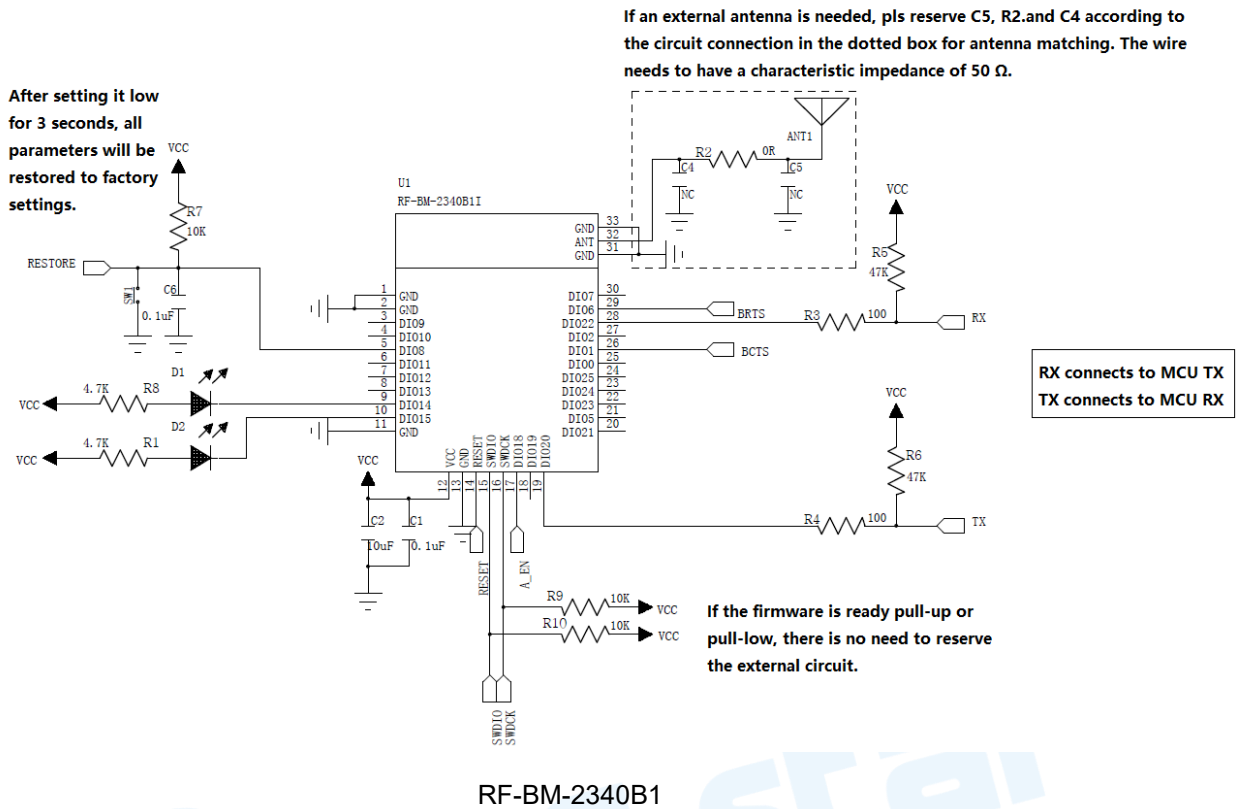 If an external antenna is needed, pls reserve C5, R2.and C4 according to
the circuit connection in the dotted box for antenna matching. The wire
needs to have a characteristic impedance of 50 Ω.
After setting it low
for 3 seconds, all
parameters will be
restored to factory
settings.
VCC
R7
10K
RESTORE
SW1
C6
0.1uF
U1
RF-BM-2340B1I
ANT1
R2
0R
C4
NC
C5
NC
GND 33
ANT 32
GND 31
1 GND
2 GND
3 DIO9
4 DIO10
5 DIO8
6 DIO11
7 DIO12
8 DIO13
9 DIO14
10 DIO15
11 GND
DIO7 30
DIO6 29
DIO22 28
DIO2 27
DIO1 26
DIO0 25
DIO25 24
DIO24 23
DIO23 22
DIO5 21
DIO21 20
VCC 12
GND 13
RESET 14
SWDIO 15
SWDCK 16
DIO18 17
DIO19 18
DIO20 19
BRTS
BCTS
VCC
R5
47K
R3
100
RX
RX connects to MCU TX
TX connects to MCU RX
D1
4.7K
R8
VCC
D2
4.7K
R1
VCC
VCC
C2
10uF
C1
0.1uF
RESET
A_EN
VCC
R6
47K
R4
100
TX
R9
10K
VCC
R10
10K
VCC
SWDIO
SWDCK
If the firmware is ready pull-up or
pull-low, there is no need to reserve
the external circuit.
RF-BM-2340B1